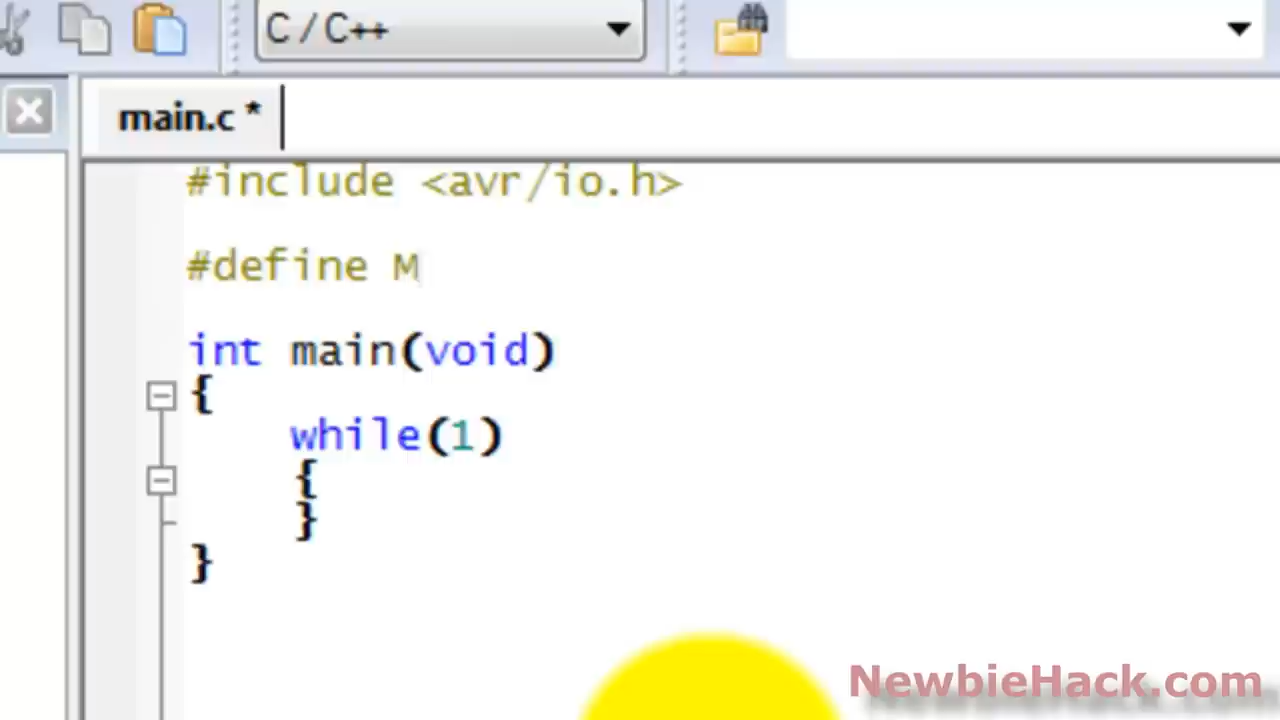 C/C++
main.c *
#include <avr/io.h>
#define M
int main(void)
{
while(1)
{
}
}
NewbieHack.com